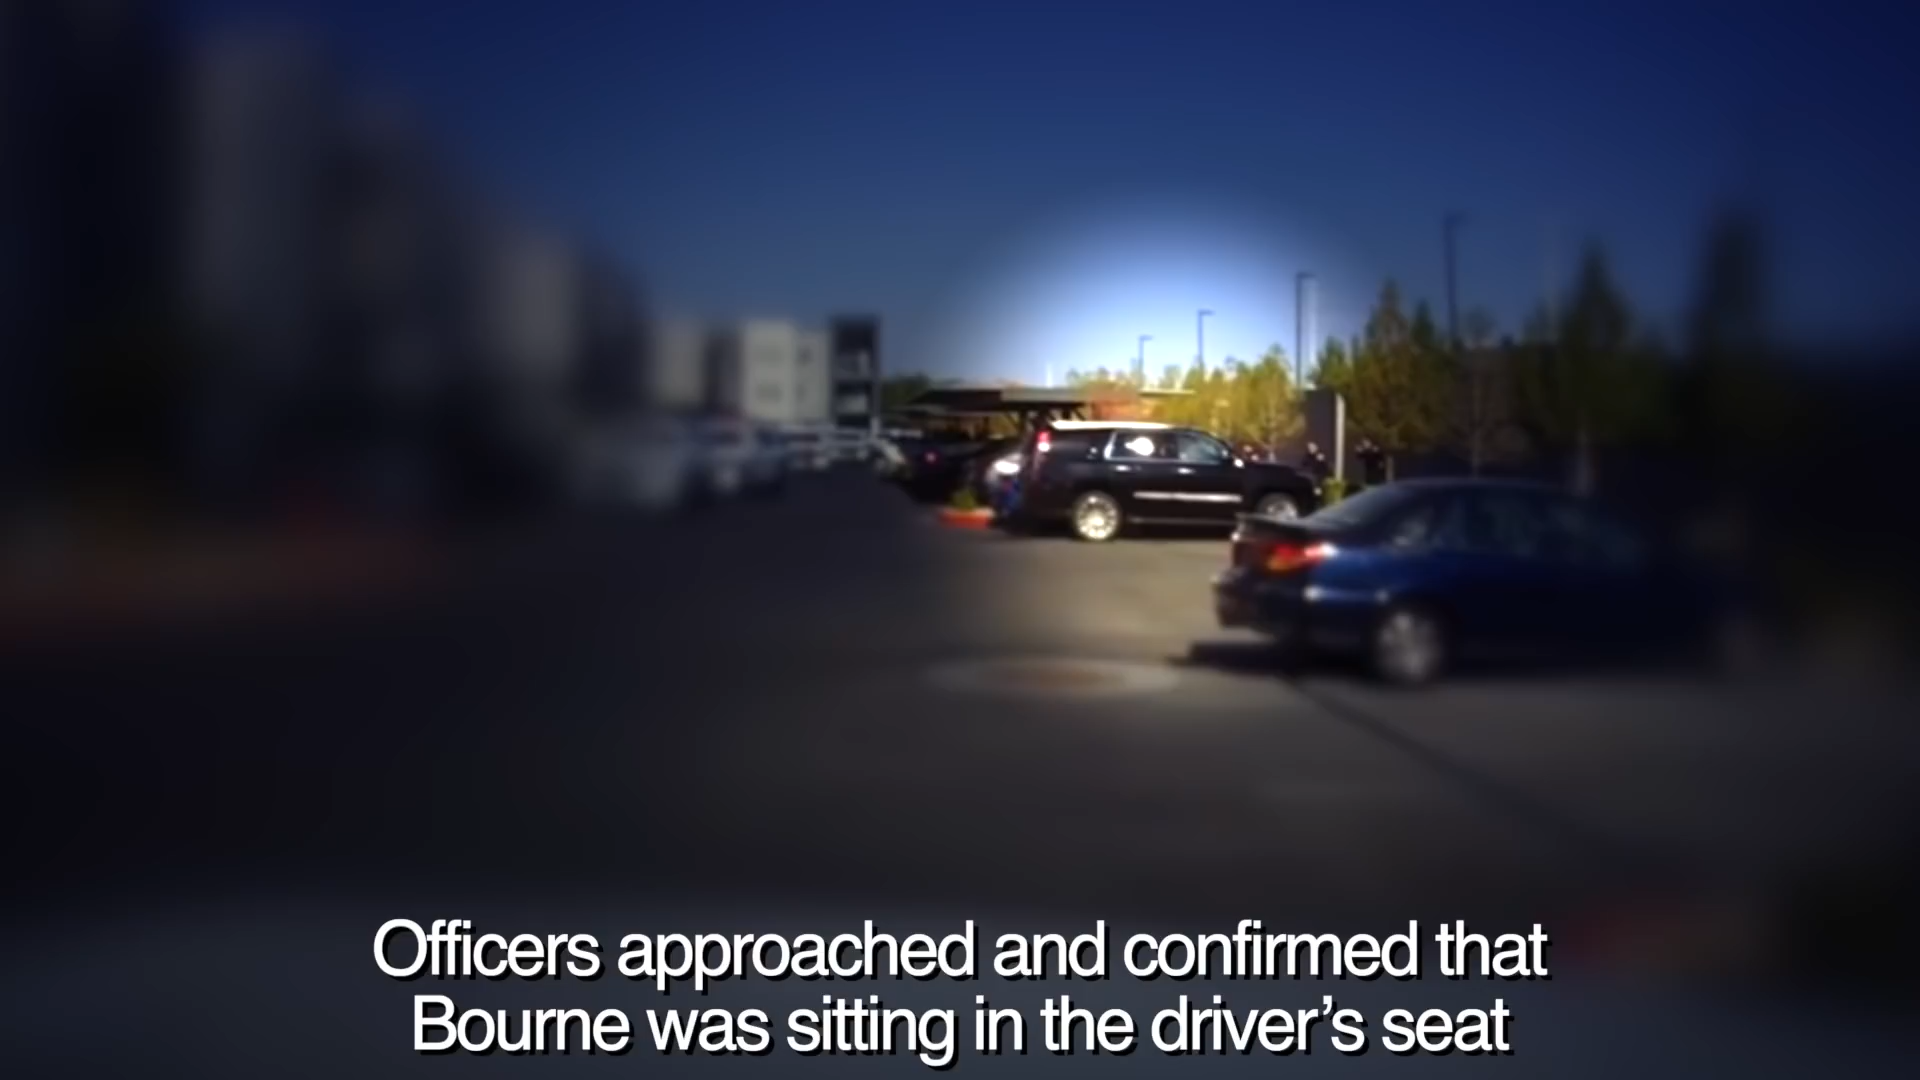 Officers approached and confirmed that
Bourne was sitting in the driver’s seat